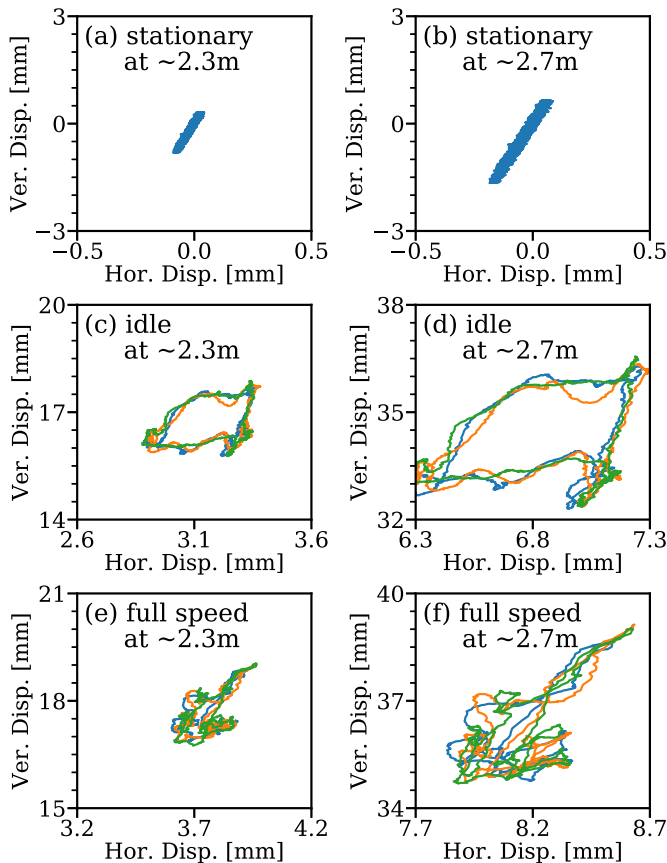 (a) stationary
at ~2.3m
3
0
−3
Ver. Disp. [mm]
−0.5
0.0
0.5
Hor. Disp. [mm]
(b) stationary
at ~2.7m
3
0
−3
Ver. Disp. [mm]
−0.5
0.0
0.5
Hor. Disp. [mm]
(c) idle
at ~2.3m
20
17
14
Ver. Disp. [mm]
2.6
3.1
3.6
Hor. Disp. [mm]
(d) idle
at ~2.7m
38
35
32
Ver. Disp. [mm]
6.3
6.8
7.3
Hor. Disp. [mm]
(e) full speed
at ~2.3m
21
18
15
Ver. Disp. [mm]
3.2
3.7
4.2
Hor. Disp. [mm]
(f) full speed
at ~2.7m
40
37
34
Ver. Disp. [mm]
7.7
8.2
8.7
Hor. Disp. [mm]